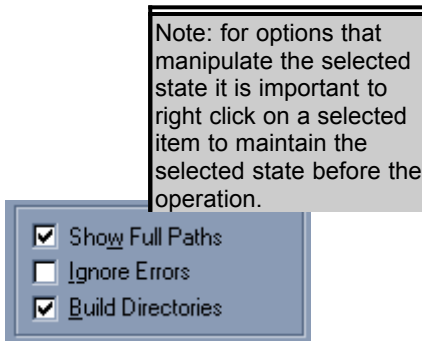 Note: for options that
manipulate the selected
state it is important to
right click on a selected
item to maintain the
selected state before the
operation.
Show Full Paths
Ignore Errors
Build Directories